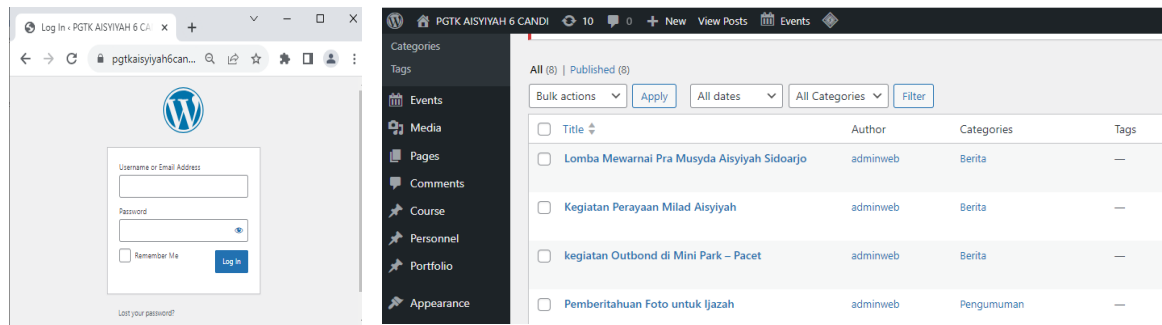 Log In ‹ PGTK AISYIYAH 6 CA
pgtkaisyiyah6can...
Username or Email Address
Password
Remember Me
Log In
Lost your password?
PGTK AISYIYAH 6 CANDI 10 0 New View Posts Events
Categories
Tags
Events
Media
Pages
Comments
Course
Personnel
Portfolio
Appearance
All (8) | Published (8)
Bulk actions Apply All dates All Categories Filter
Title Author Categories Tags
Lomba Mewarnai Pra Musyda Aisyiyah Sidoarjo adminweb Berita —
Kegiatan Perayaan Milad Aisyiyah adminweb Berita —
kegiatan Outbond di Mini Park – Pacet adminweb Berita —
Pemberitahuan Foto untuk Ijazah adminweb Pengumuman —